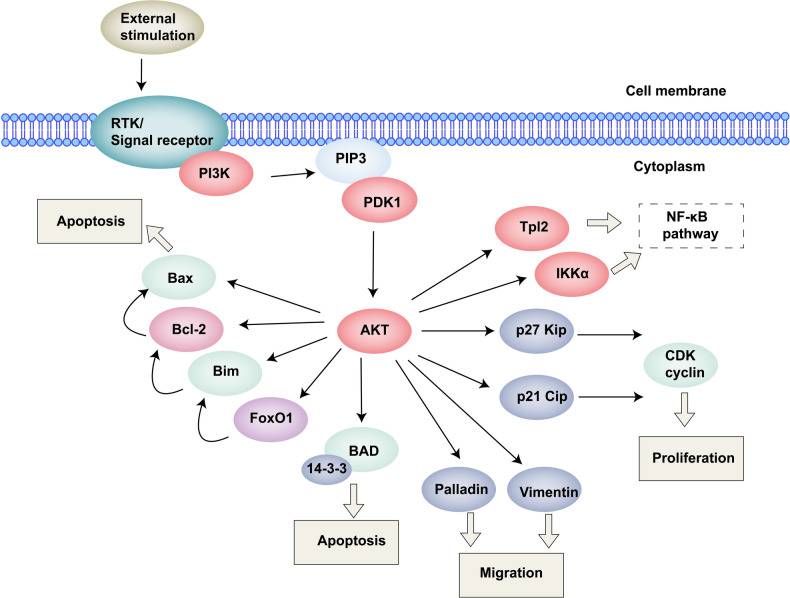 External
stimulation
Cell membrane
RTK/
Signal receptor
PIP3
Cytoplasm
PI3K
PDK1
Apoptosis
Tpl2
NF-κB
pathway
IKKα
Bax
Bcl-2
AKT
p27 Kip
CDK
cyclin
Bim
p21 Cip
FoxO1
BAD
14-3-3
Proliferation
Palladin
Vimentin
Apoptosis
Migration